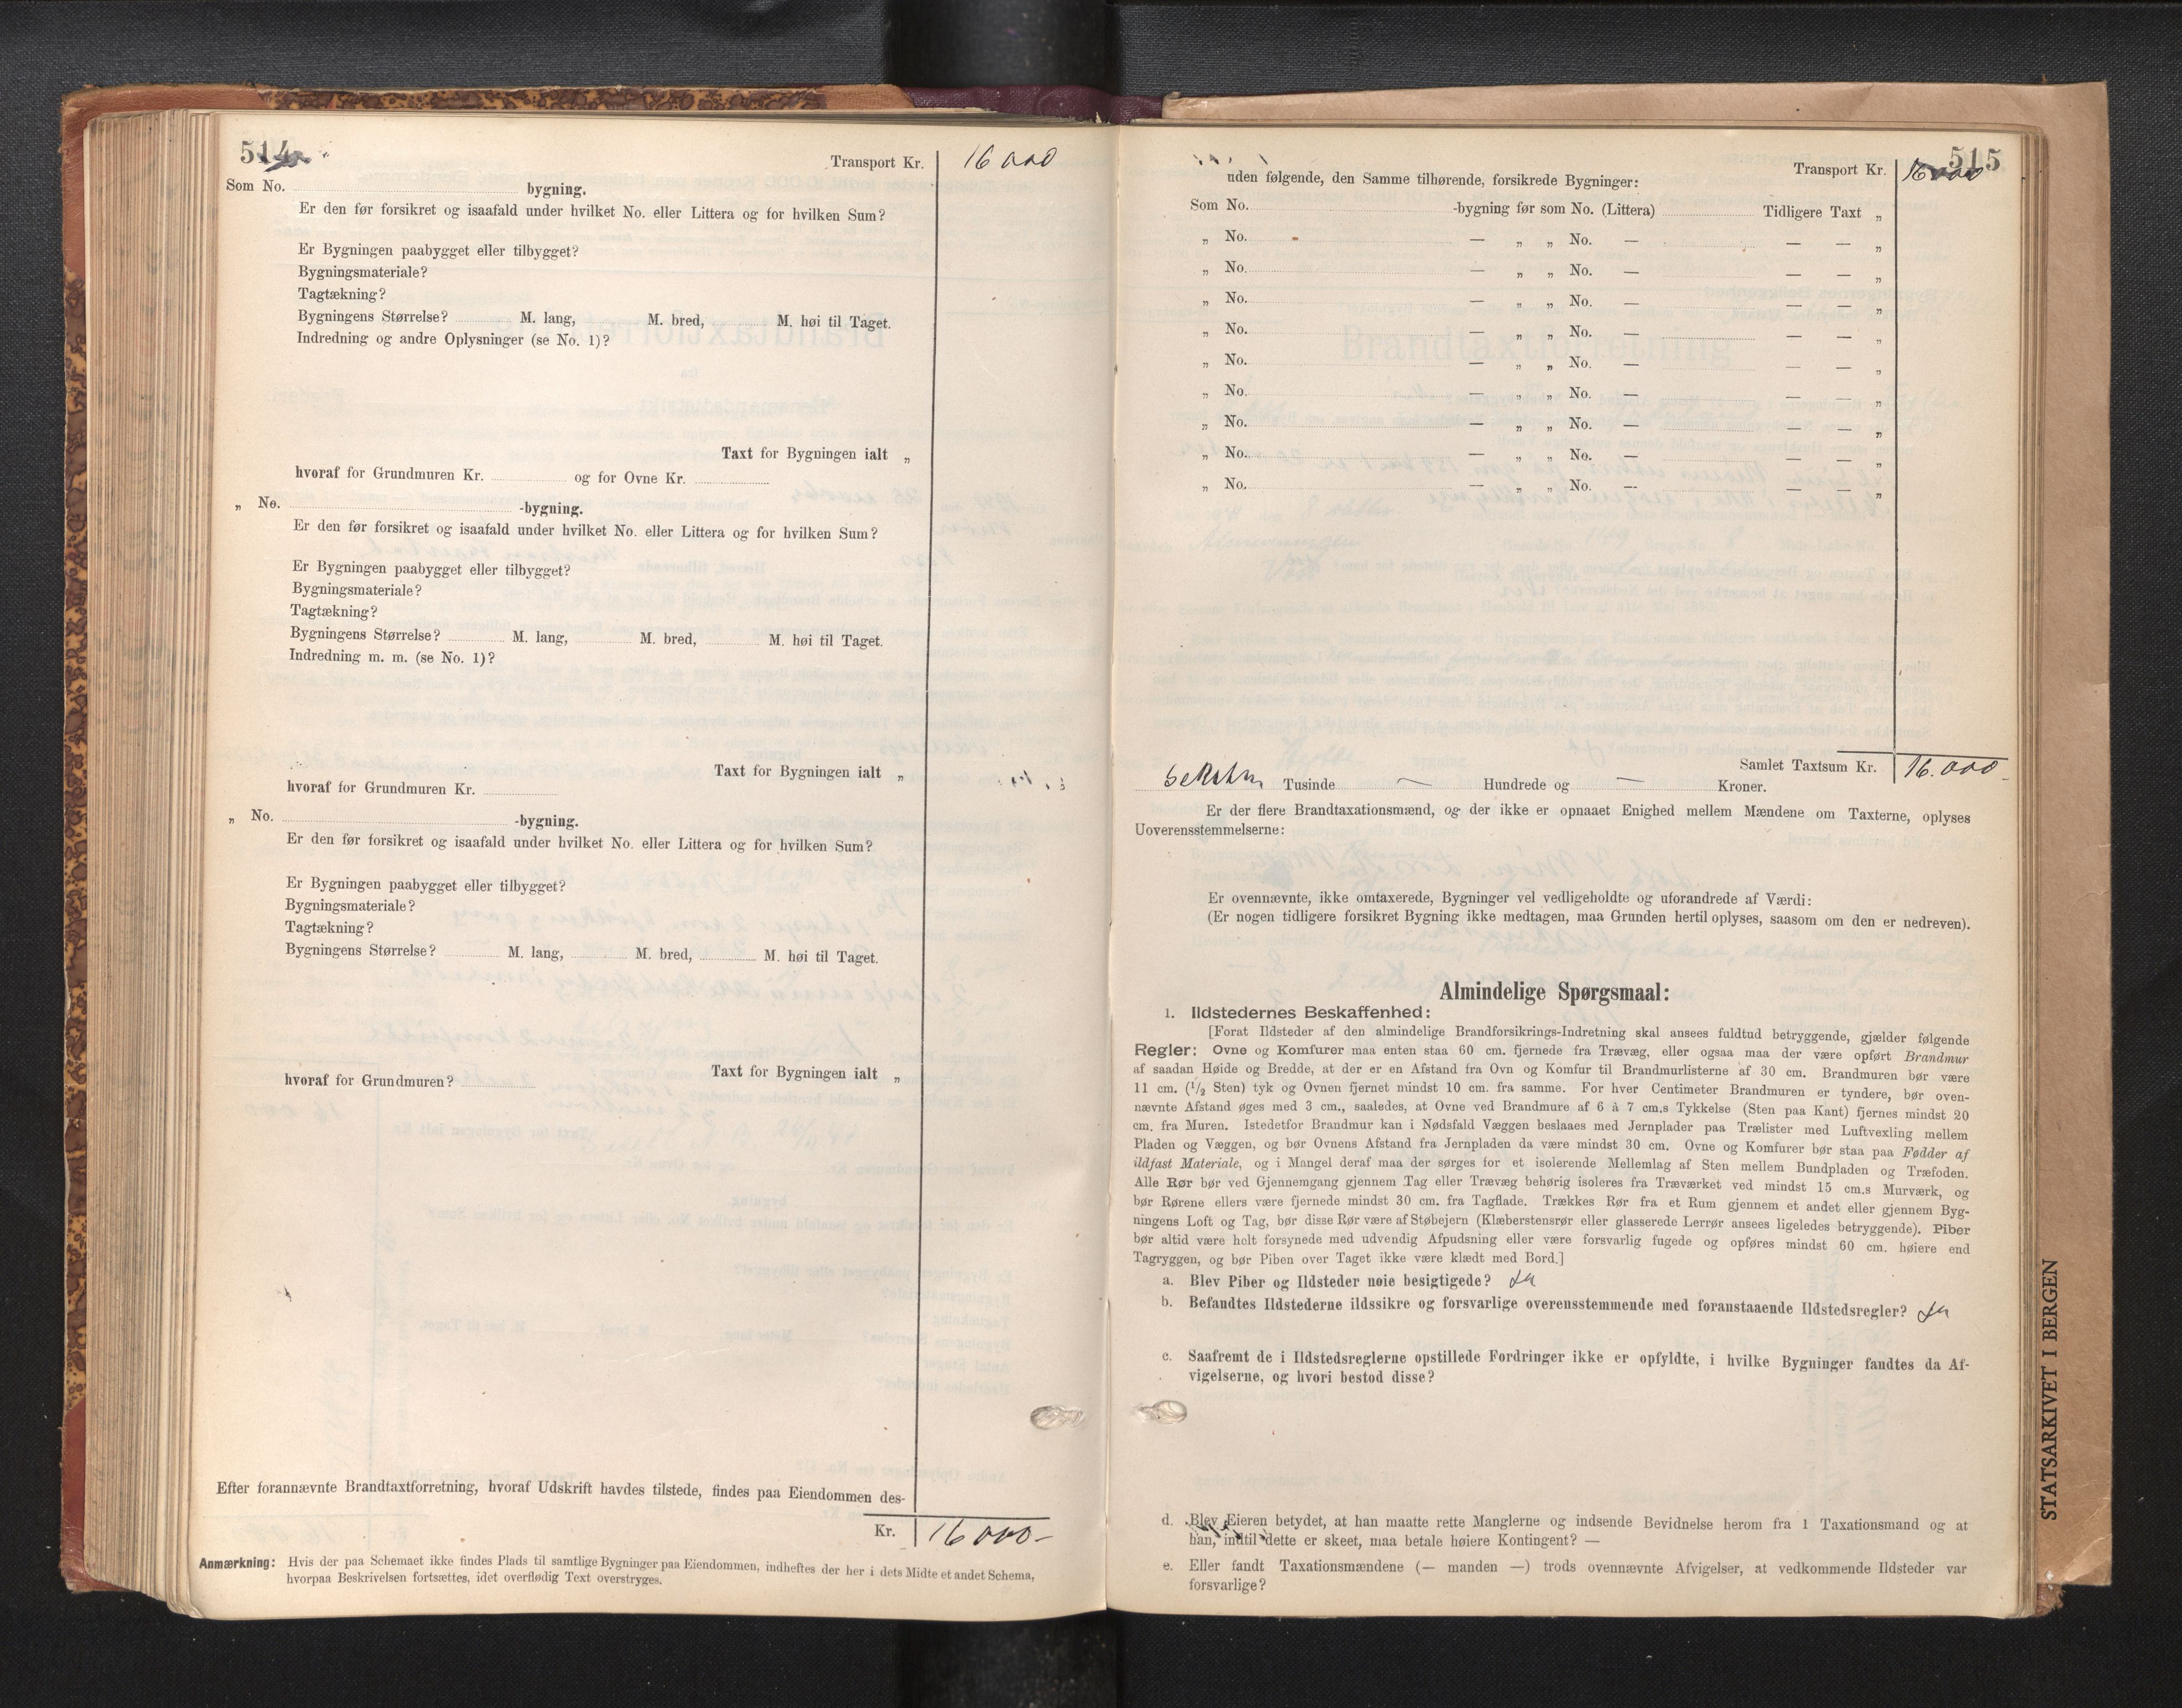 514
Transport Kr. 16 000
Som No. bygning.
Er den før forsikret og isaafald under hvilket No. eller Littera og for hvilken Sum?
Er Bygningen paabygget eller tilbygget?
Bygningsmateriale?
Tagtækning?
Bygningens Størrelse? M. lang, M. bred, M. høi til Taget.
Indredning og andre Oplysninger (se No. 1)?
Taxt for Bygningen ialt „
hvoraf for Grundmuren Kr. og for Ovne Kr.
„ No. -bygning.
Er den før forsikret og isaafald under hvilket No. eller Littera og for hvilken Sum?
Er Bygningen paabygget eller tilbygget?
Bygningsmateriale?
Tagtækning?
Bygningens Størrelse? M. lang, M. bred, M. høi til Taget.
Indredning m. m. (se No. 1)?
Taxt for Bygningen ialt „
hvoraf for Grundmuren Kr.
„ No. -bygning.
Er den før forsikret og isaafald under hvilket No. eller Littera og for hvilken Sum?
Er Bygningen paabygget eller tilbygget?
Bygningsmateriale?
Tagtækning?
Bygningens Størrelse? M. lang, M. bred, M. høi til Taget.
Taxt for Bygningen ialt „
hvoraf for Grundmuren?
Efter forannævnte Brandtaxtforretning, hvoraf Udskrift havdes tilstede, findes paa Eiendommen des-
Kr. 16 000-
Anmærkning: Hvis der paa Schemaet ikke findes Plads til samtlige Bygninger paa Eiendommen, indheftes der her i dets Midte et andet Schema,
hvorpaa Beskrivelsen fortsættes, idet overflødig Text overstryges.
515
Transport Kr. 16 000
uden følgende, den Samme tilhørende, forsikrede Bygninger:
Som No. -bygning før som No. (Littera) Tidligere Taxt „
„ No. — „ „ No. — — — „
„ No. — „ „ No. — — — „
„ No. — „ „ No. — — — „
„ No. — „ „ No. — — — „
„ No. — „ „ No. — — — „
„ No. — „ „ No. — — — „
„ No. — „ „ No. — — — „
„ No. — „ „ No. — — — „
„ No. — „ „ No. — — — „
Samlet Taxtsum Kr. 16.000-
seksten Tusinde — Hundrede og — Kroner.
Er der flere Brandtaxationsmænd, og der ikke er opnaaet Enighed mellem Mændene om Taxterne, oplyses
Uoverensstemmelserne:
Er ovennævnte, ikke omtaxerede, Bygninger vel vedligeholdte og uforandrede af Værdi:
(Er nogen tidligere forsikret Bygning ikke medtagen, maa Grunden hertil oplyses, saasom om den er nedreven).
Almindelige Spørgsmaal:
1. Ildstedernes Beskaffenhed:
[Forat Ildsteder af den almindelige Brandforsikrings-Indretning skal ansees fuldtud betryggende, gjælder følgende
Regler: Ovne og Komfurer maa enten staa 60 cm. fjernede fra Trævæg, eller ogsaa maa der være opført Brandmur
af saadan Høide og Bredde, at der er en Afstand fra Ovn og Komfur til Brandmurlisterne af 30 cm. Brandmuren bør være
11 cm. (1/2 Sten) tyk og Ovnen fjernet mindst 10 cm. fra samme. For hver Centimeter Brandmuren er tyndere, bør oven-
nævnte Afstand øges med 3 cm., saaledes, at Ovne ved Brandmure af 6 à 7 cm.s Tykkelse (Sten paa Kant) fjernes mindst 20
cm. fra Muren. Istedetfor Brandmur kan i Nødsfald Væggen beslaaes med Jernplader paa Trælister med Luftvexling mellem
Pladen og Væggen, og bør Ovnens Afstand fra Jernpladen da være mindst 30 cm. Ovne og Komfurer bør staa paa Fødder af
ildfast Materiale, og i Mangel deraf maa der sørges for et isolerende Mellemlag af Sten mellem Bundpladen og Træfoden.
Alle Rør bør ved Gjennemgang gjennem Tag eller Trævæg behørig isoleres fra Træværket ved mindst 15 cm.s Murværk, og
bør Rørene ellers være fjernede mindst 30 cm. fra Tagflade. Trækkes Rør fra et Rum gjennem et andet eller gjennem Byg-
ningens Loft og Tag, bør disse Rør være af Støbejern (Klæberstensrør eller glasserede Lerrør ansees ligeledes betryggende). Piber
bør altid være helt forsynede med udvendig Afpudsning eller være forsvarlig fugede og opføres mindst 60 cm. høiere end
Tagryggen, og bør Piben over Taget ikke være klædt med Bord.]
a. Blev Piber og Ildsteder nøie besigtigede? Ja
b. Befandtes Ildstederne ildssikre og forsvarlige overensstemmende med foranstaaende Ildstedsregler? Ja
c. Saafremt de i Ildstedsreglerne opstillede Fordringer ikke er opfyldte, i hvilke Bygninger fandtes da Af-
vigelserne, og hvori bestod disse?
d. Blev Eieren betydet, at han maatte rette Manglerne og indsende Bevidnelse herom fra 1 Taxationsmand og at
han, indtil dette er skeet, maa betale høiere Kontingent? —
e. Eller fandt Taxationsmændene (— manden —) trods ovennævnte Afvigelser, at vedkommende Ildsteder var
forsvarlige?
STATSARKIVET I BERGEN